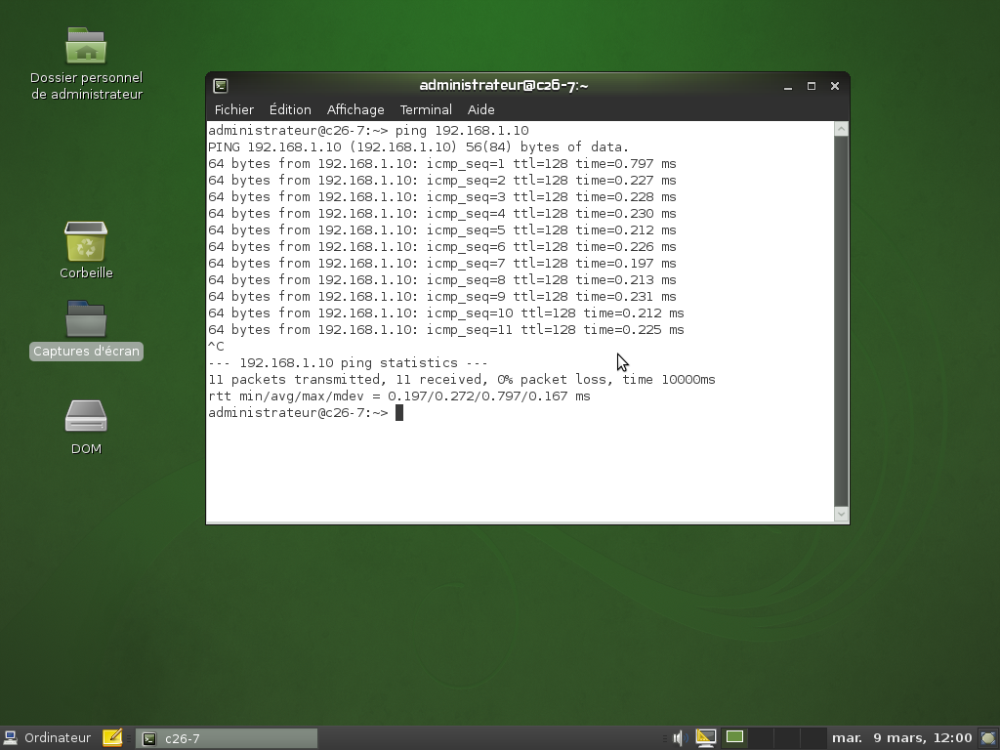 Dossier personnel
de administrateur
Corbeille
Captures d'écran
DOM
administrateur@c26-7:~
Fichier Édition Affichage Terminal Aide
administrateur@c26-7:~> ping 192.168.1.10
PING 192.168.1.10 (192.168.1.10) 56(84) bytes of data.
64 bytes from 192.168.1.10: icmp_seq=1 ttl=128 time=0.797 ms
64 bytes from 192.168.1.10: icmp_seq=2 ttl=128 time=0.227 ms
64 bytes from 192.168.1.10: icmp_seq=3 ttl=128 time=0.228 ms
64 bytes from 192.168.1.10: icmp_seq=4 ttl=128 time=0.230 ms
64 bytes from 192.168.1.10: icmp_seq=5 ttl=128 time=0.212 ms
64 bytes from 192.168.1.10: icmp_seq=6 ttl=128 time=0.226 ms
64 bytes from 192.168.1.10: icmp_seq=7 ttl=128 time=0.197 ms
64 bytes from 192.168.1.10: icmp_seq=8 ttl=128 time=0.213 ms
64 bytes from 192.168.1.10: icmp_seq=9 ttl=128 time=0.231 ms
64 bytes from 192.168.1.10: icmp_seq=10 ttl=128 time=0.212 ms
64 bytes from 192.168.1.10: icmp_seq=11 ttl=128 time=0.225 ms
^C
--- 192.168.1.10 ping statistics ---
11 packets transmitted, 11 received, 0% packet loss, time 10000ms
rtt min/avg/max/mdev = 0.197/0.272/0.797/0.167 ms
administrateur@c26-7:~>
Ordinateur c26-7 mar. 9 mars, 12:00